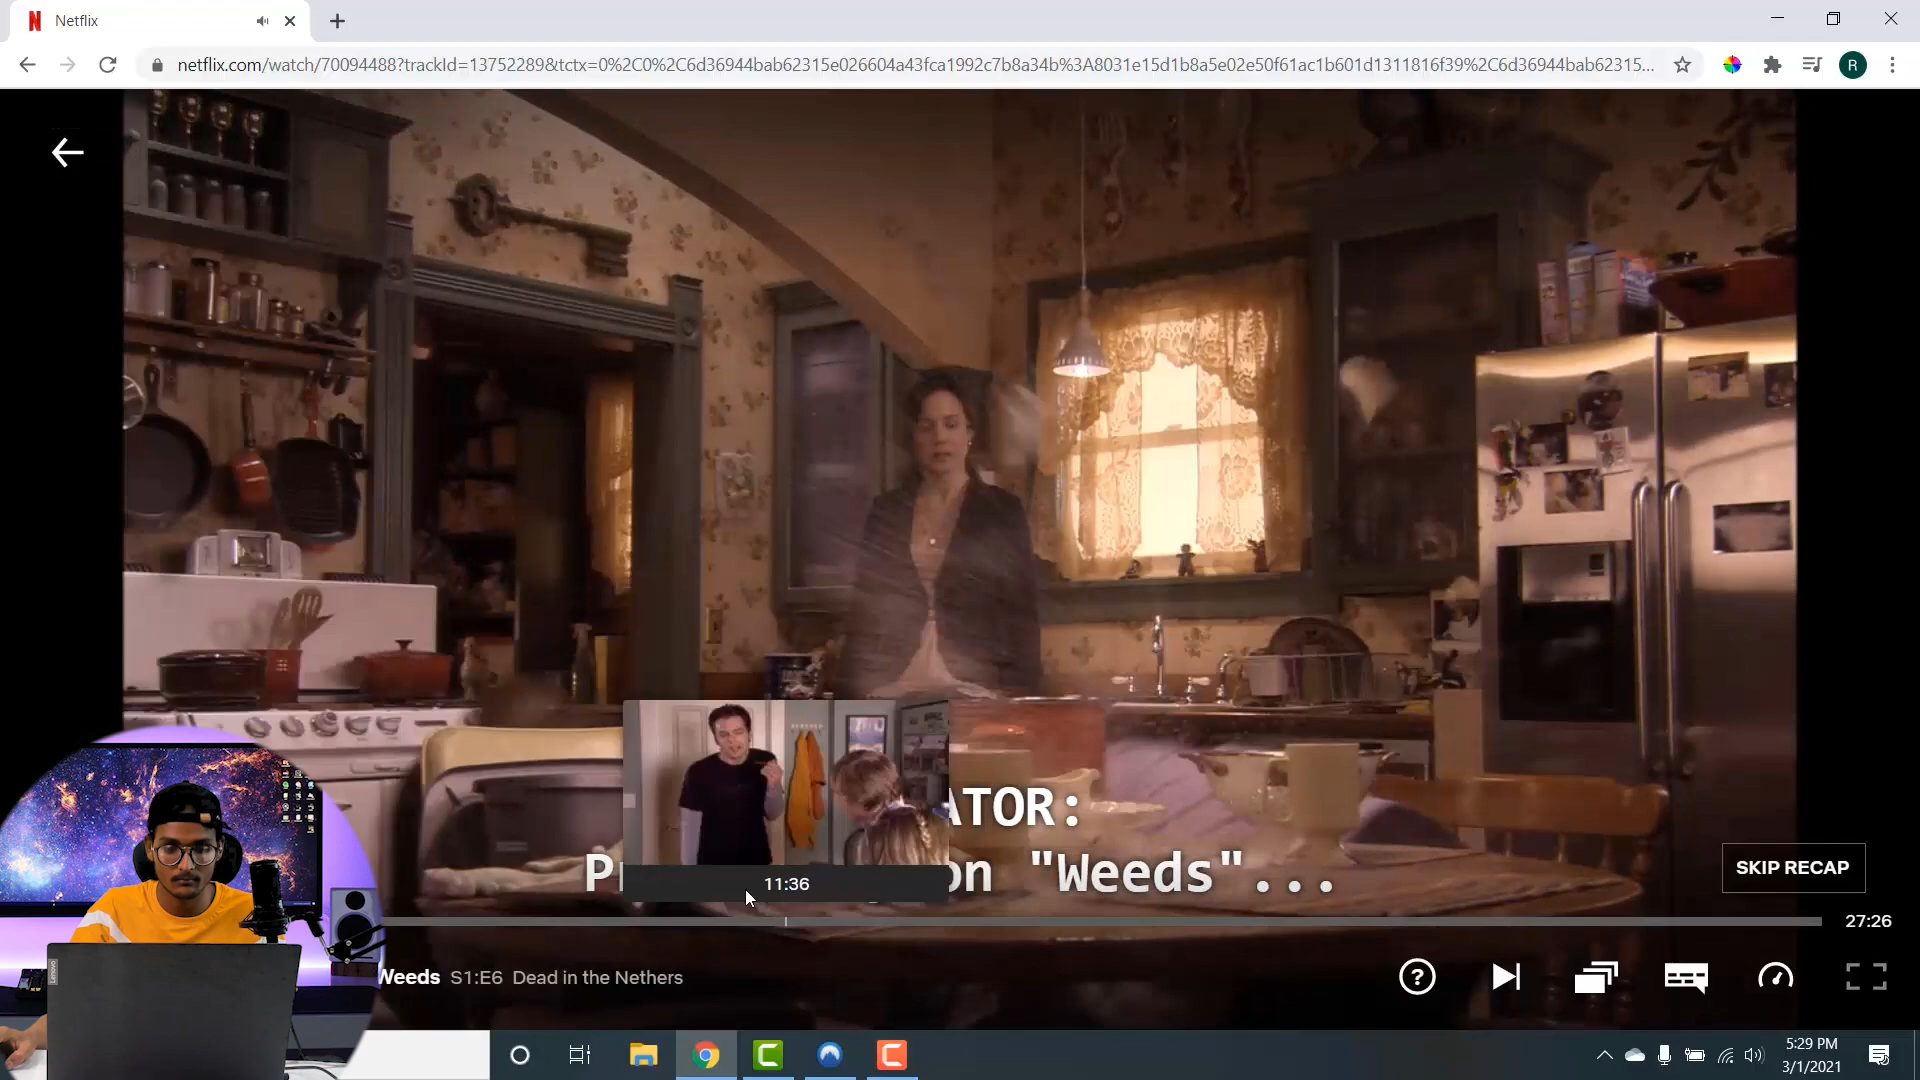 Netflix
netflix.com/watch/70094488?trackId=13752289&tctx=0%2C0%2C6d36944bab62315e026604a43fca1992c7b8a34b%3A8031e15d1b8a5e02e50f61ac1b601d1311816f39%2C6d36944bab62315...
R
ATOR:
on "Weeds"...
SKIP RECAP
11:36
27:26
Weeds S1:E6 Dead in the Nethers
?
5:29 PM
3/1/2021